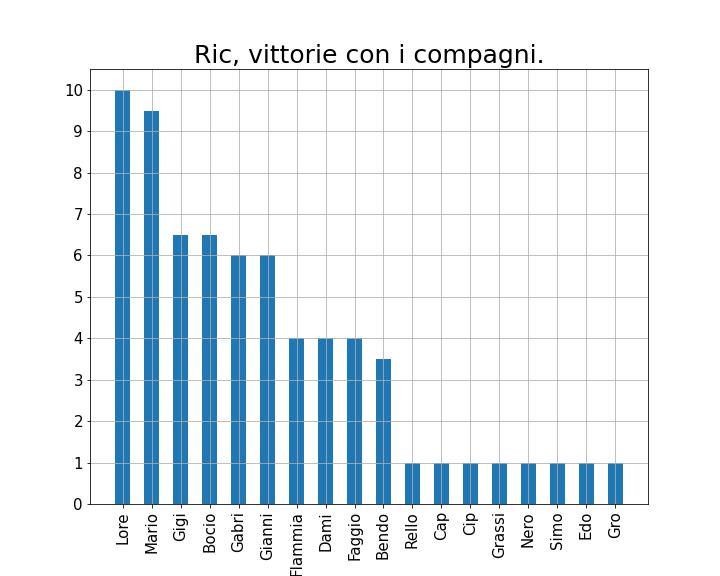 Ric, vittorie con i compagni.
10
9
8
7
6
5
4
3
2
1
0
Lore
Mario
Gigi
Bocio
Gabri
Gianni
Flammia
Dami
Faggio
Bendo
Rello
Cap
Cip
Grassi
Nero
Simo
Edo
Gro